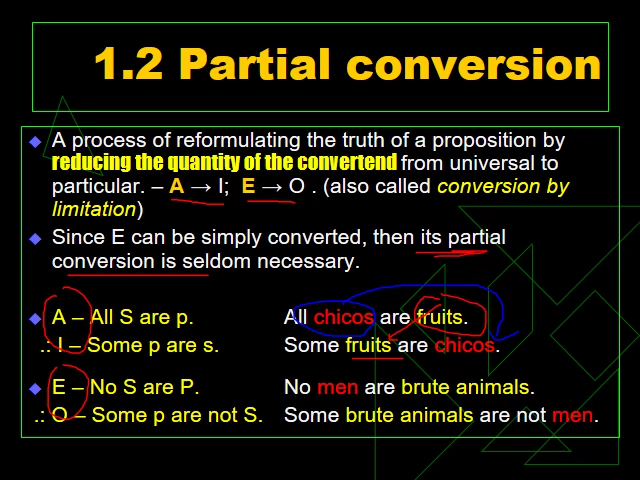 1.2 Partial conversion
A process of reformulating the truth of a proposition by
reducing the quantity of the convertend from universal to
particular. – A → I; E → O . (also called conversion by
limitation)
Since E can be simply converted, then its partial
conversion is seldom necessary.
A – All S are p. All chicos are fruits.
.: I – Some p are s. Some fruits are chicos.
E – No S are P. No men are brute animals.
.: O – Some p are not S. Some brute animals are not men.